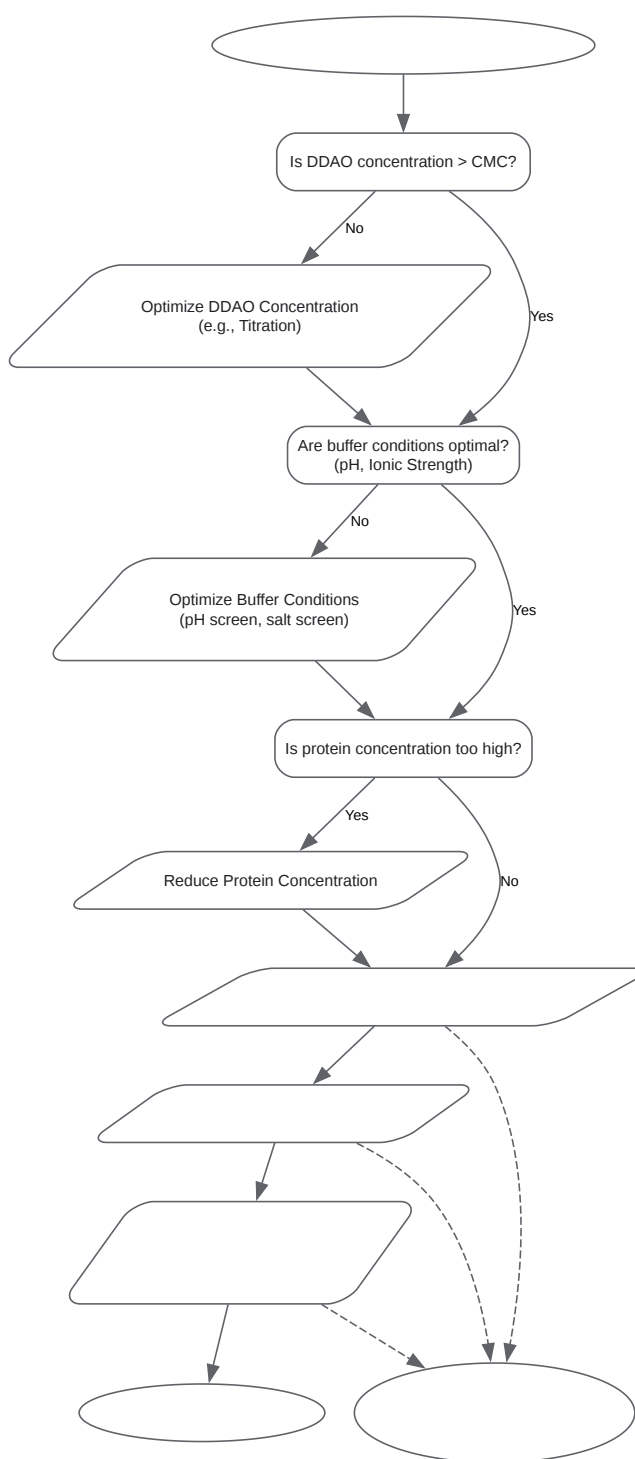 Is DDAO concentration > CMC?
No
Optimize DDAO Concentration
(e.g., Titration)
Yes
Are buffer conditions optimal?
(pH, Ionic Strength)
No
Optimize Buffer Conditions
(pH screen, salt screen)
Yes
Is protein concentration too high?
Yes
Reduce Protein Concentration
No